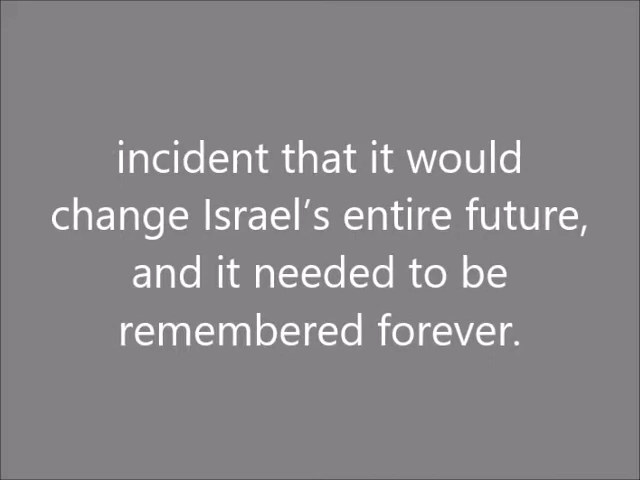 incident that it would
change Israel’s entire future,
and it needed to be
remembered forever.